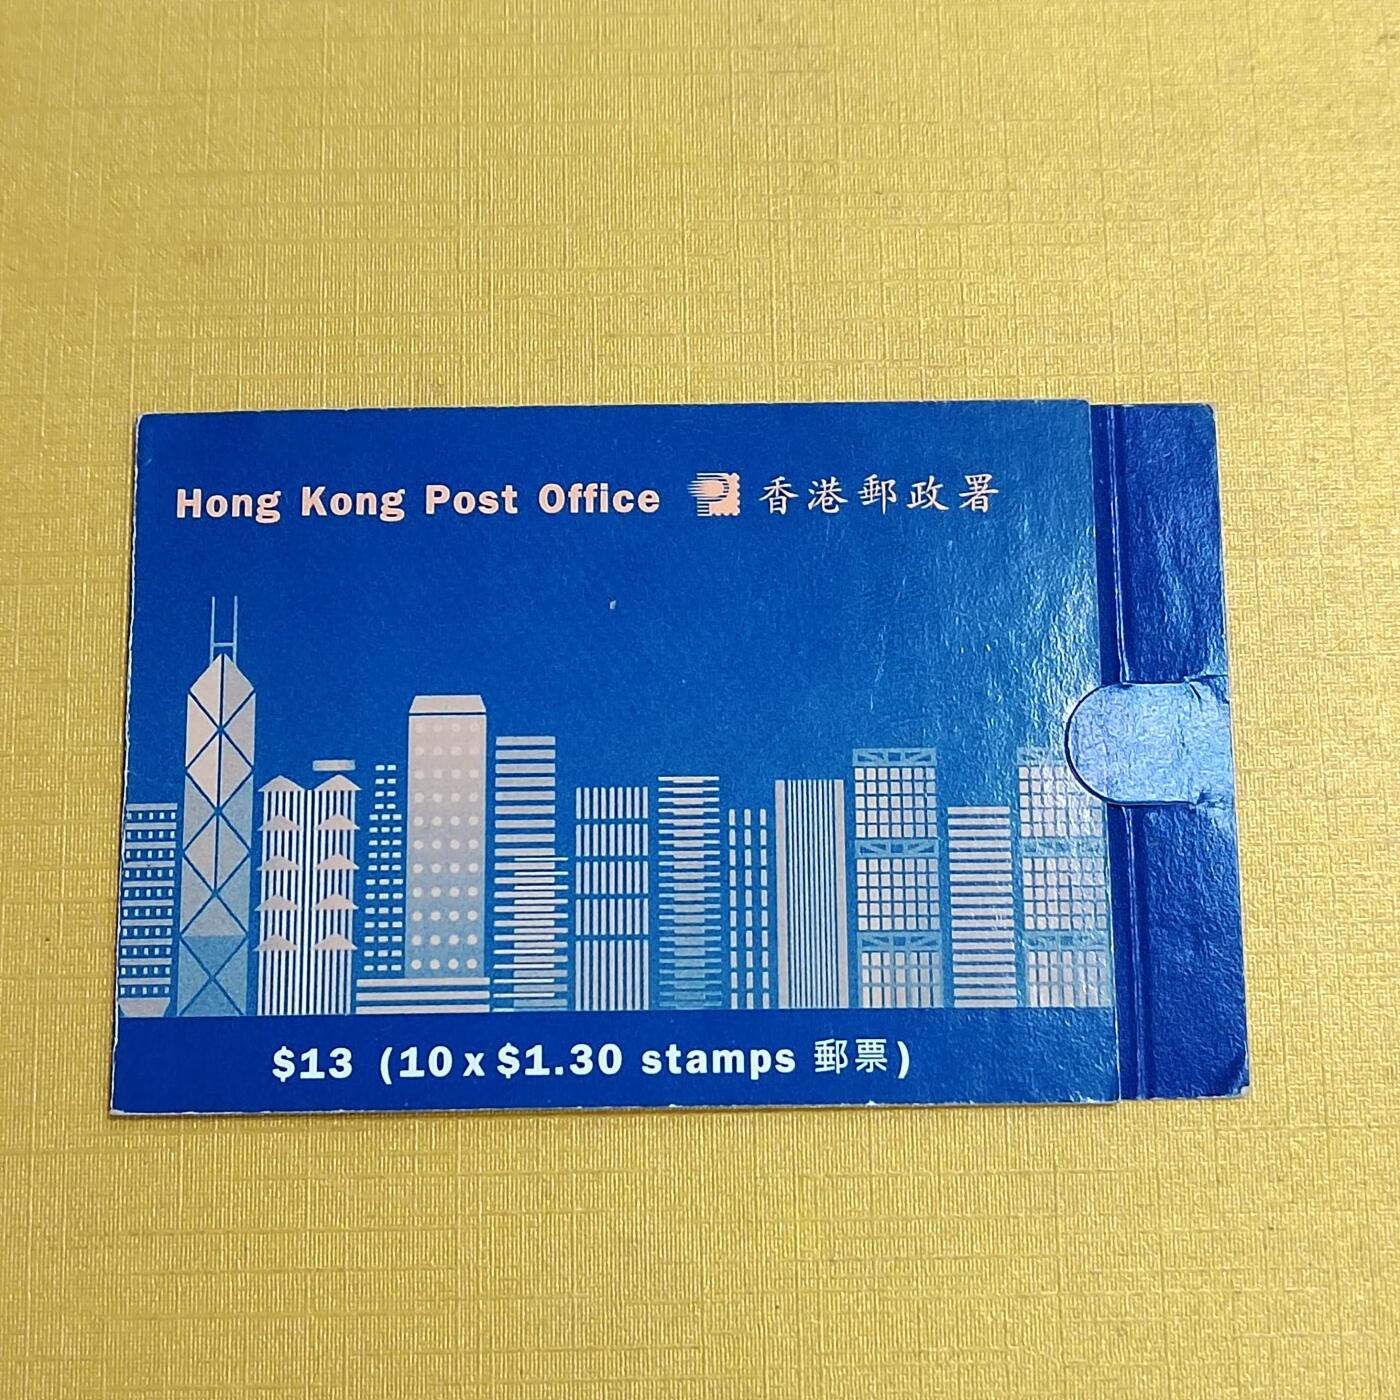 Hong Kong Post Office 香港郵政署
$13 (10 x $1.30 stamps 郵票)